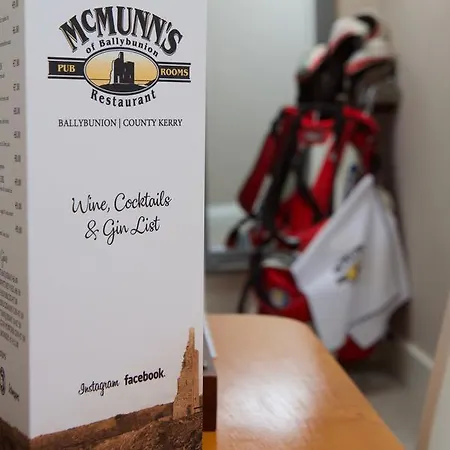 McMUNN'S
of Ballybunion
PUB ROOMS
Restaurant
BALLYBUNION | COUNTY KERRY
Wine, Cocktails
& Gin List
Instagram facebook.